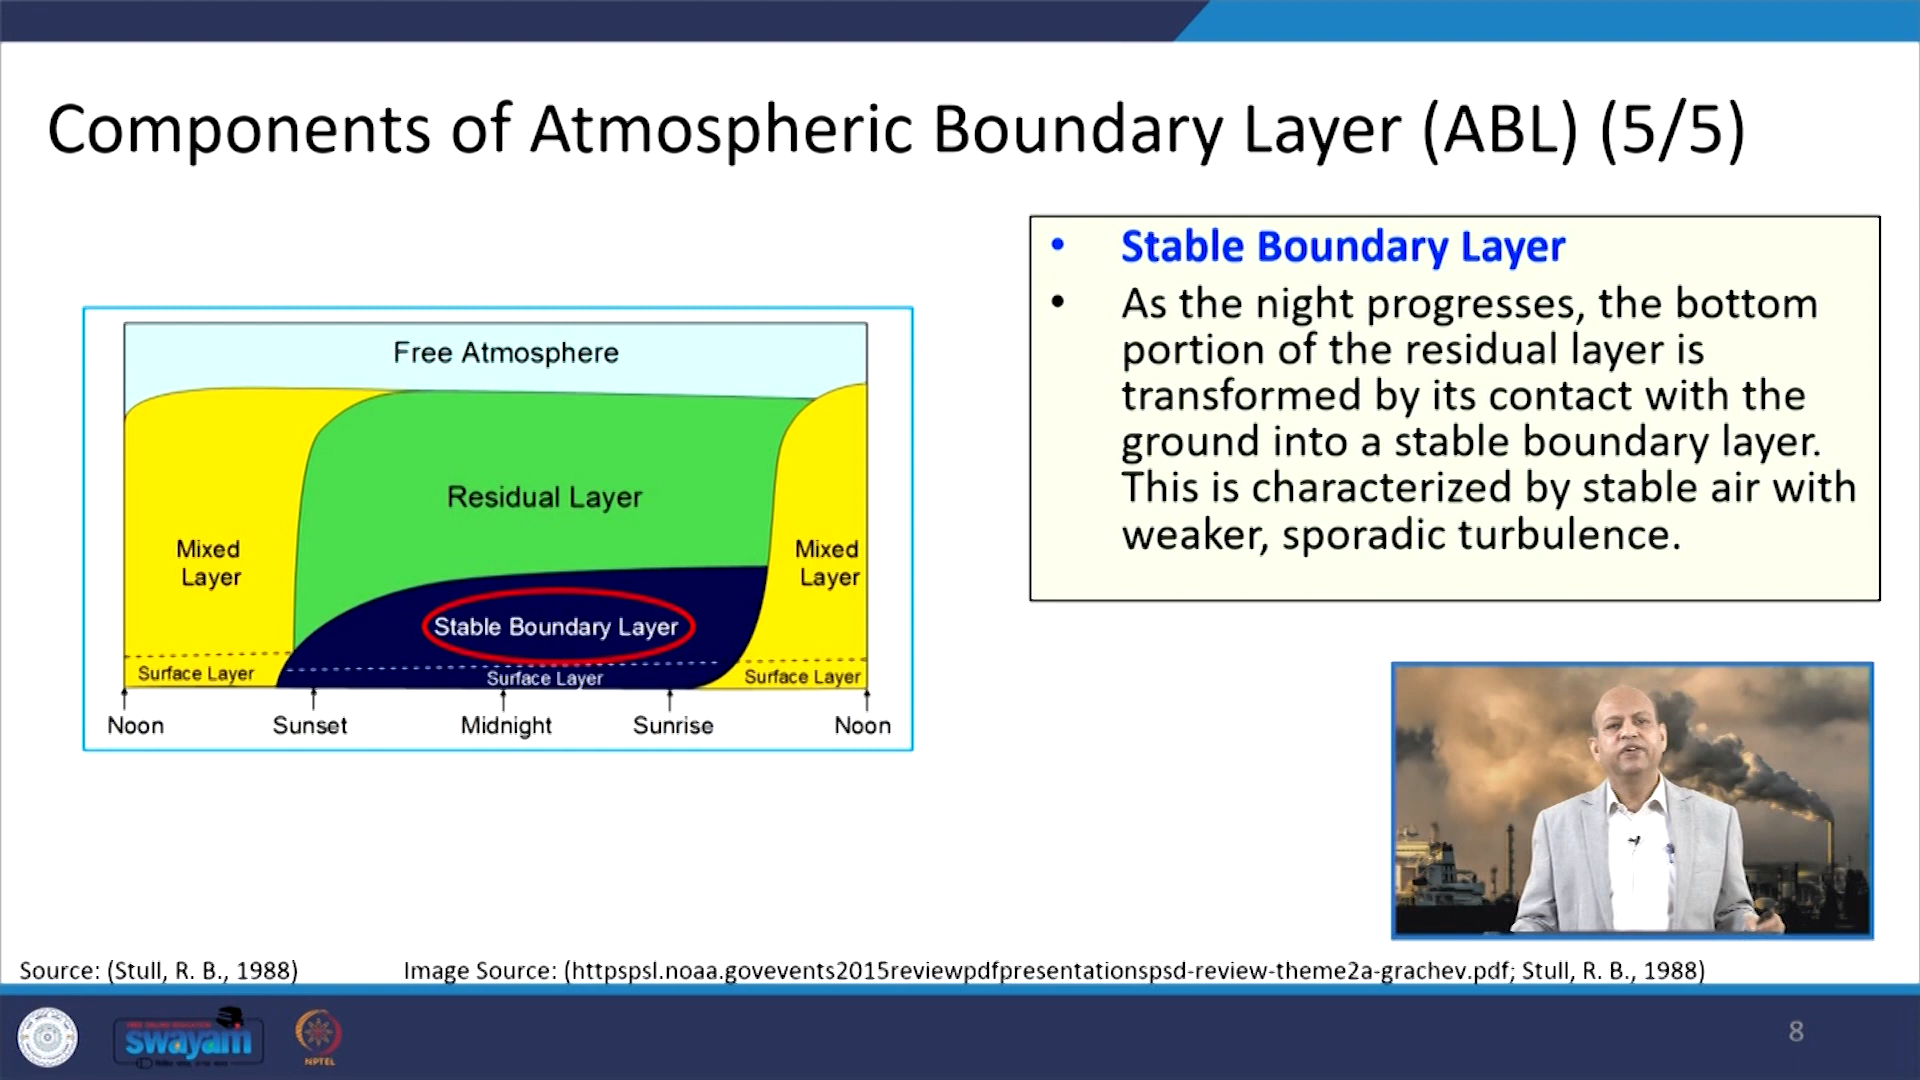 Components of Atmospheric Boundary Layer (ABL) (5/5)
Free Atmosphere
Residual Layer
Mixed
Layer
Mixed
Layer
Stable Boundary Layer
Surface Layer
Surface Layer
Surface Layer
Noon
Sunset
Midnight
Sunrise
Noon
• Stable Boundary Layer
• As the night progresses, the bottom
portion of the residual layer is
transformed by its contact with the
ground into a stable boundary layer.
This is characterized by stable air with
weaker, sporadic turbulence.
Source: (Stull, R. B., 1988)
Image Source: (httpspsl.noaa.govevents2015reviewpdfpresentationspsd-review-theme2a-grachev.pdf; Stull, R. B., 1988)
swayam
NPTEL
8